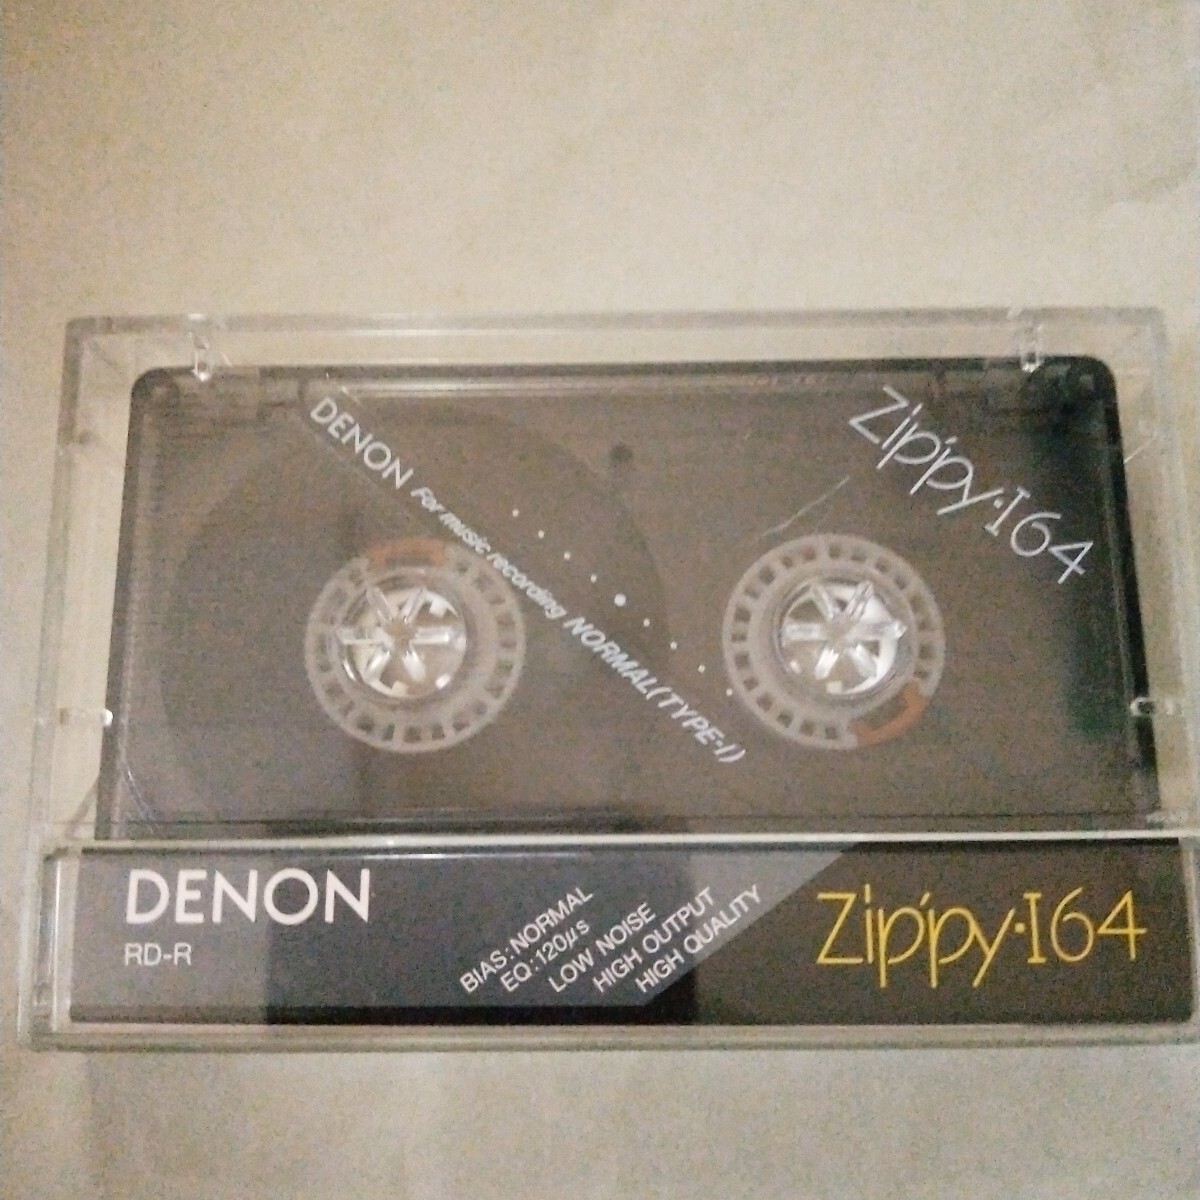 DENON For music recording NORMAL(TYPE-I)
Zippy·I64
DENON
RD-R
BIAS:NORMAL
EQ:120μs
LOW NOISE
HIGH OUTPUT
HIGH QUALITY
Zippy·I64